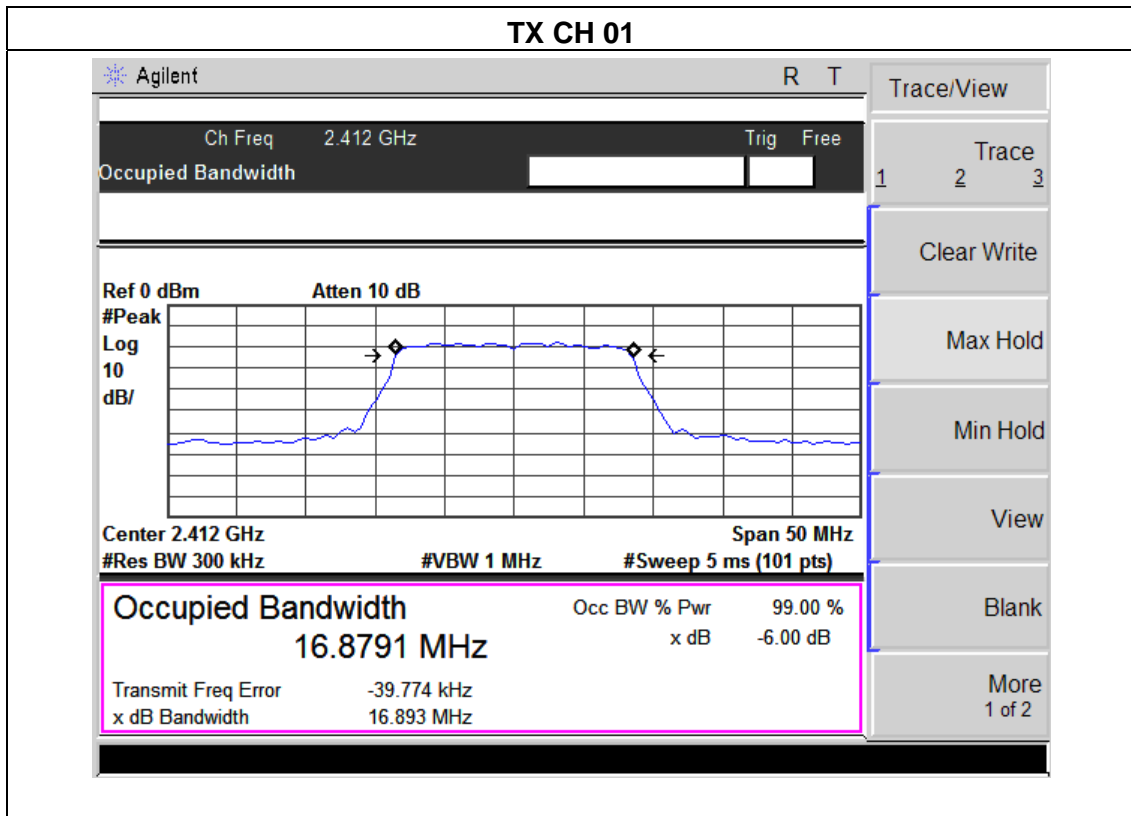 TX CH 01
Agilent R T
Trace/View
Ch Freq 2.412 GHz Trig Free
Occupied Bandwidth
Trace
1 2 3
Clear Write
Ref 0 dBm Atten 10 dB
#Peak
Log
10
dB/
Max Hold
Min Hold
View
Center 2.412 GHz Span 50 MHz
#Res BW 300 kHz #VBW 1 MHz #Sweep 5 ms (101 pts)
Occupied Bandwidth Occ BW % Pwr 99.00 %
16.8791 MHz x dB -6.00 dB
Blank
Transmit Freq Error -39.774 kHz
x dB Bandwidth 16.893 MHz
More
1 of 2